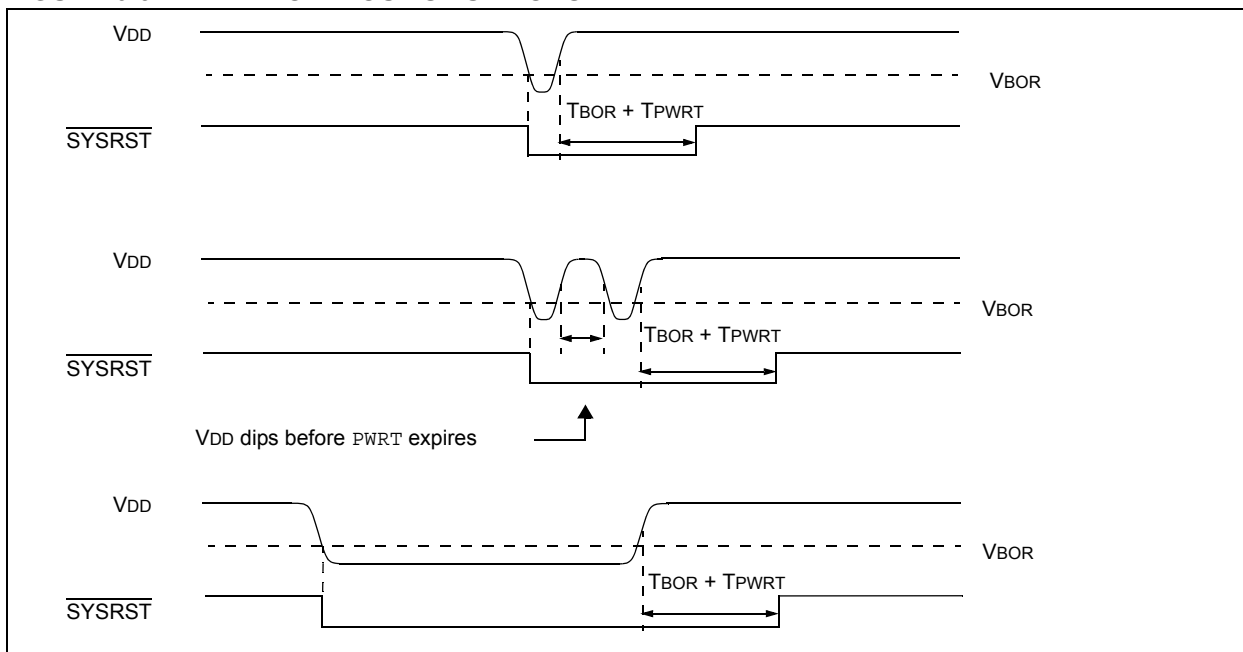 VDD
VBOR
TBOR + TPWRT
SYSRST
VDD
VBOR
TBOR + TPWRT
SYSRST
VDD dips before PWRT expires
VDD
VBOR
TBOR + TPWRT
SYSRST